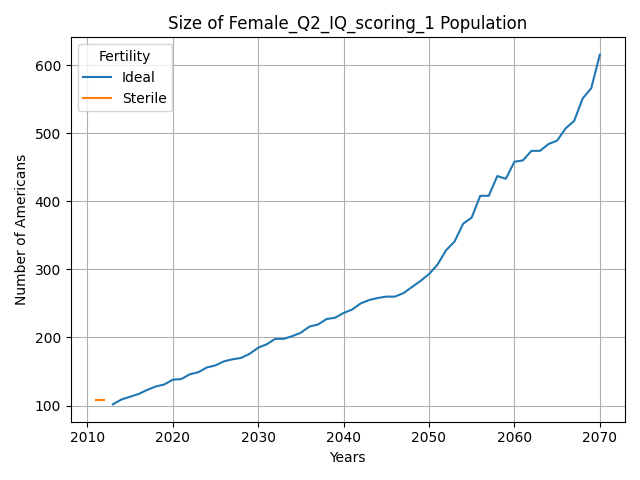 Size of Female_Q2_IQ_scoring_1 Population
Fertility
Ideal
Sterile
Number of Americans
600
500
400
300
200
100
2010
2020
2030
2040
2050
2060
2070
Years